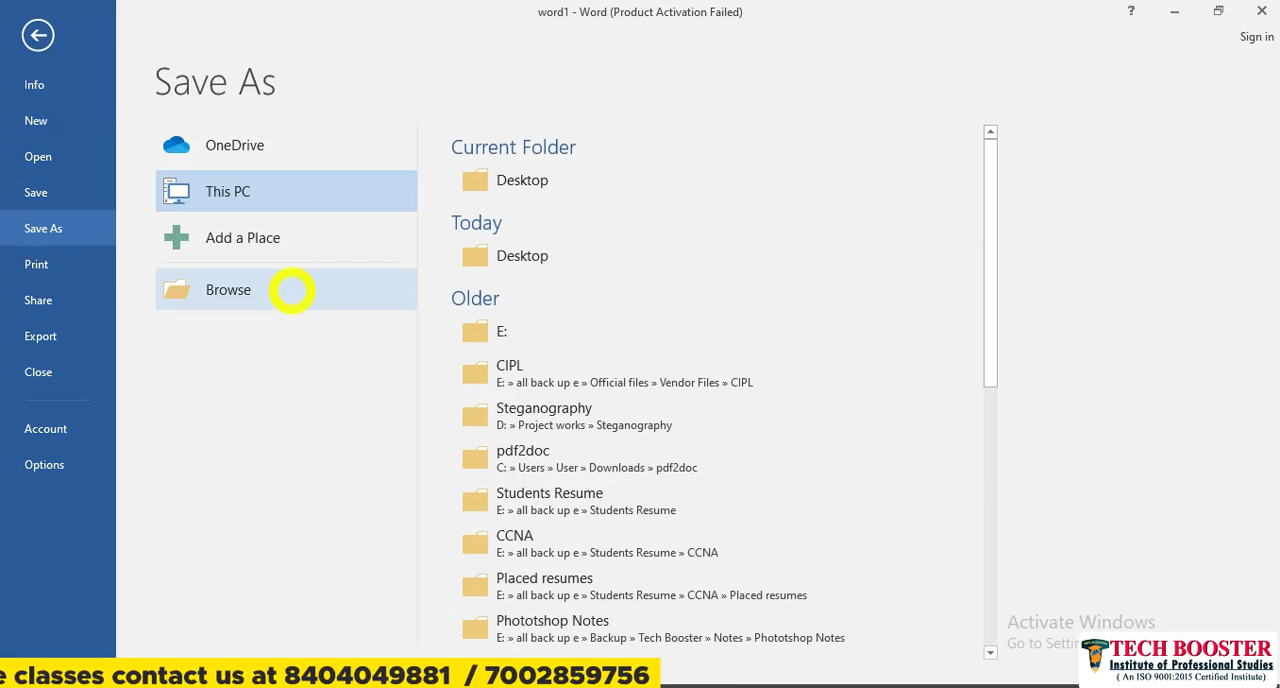 word1 - Word (Product Activation Failed)
?
Sign in
Info
New
Open
Save
Save As
Print
Share
Export
Close
Account
Options
Save As
OneDrive
This PC
Add a Place
Browse
Current Folder
Desktop
Today
Desktop
Older
E:
CIPL
E: » all back up e » Official files » Vendor Files » CIPL
Steganography
D: » Project works » Steganography
pdf2doc
C: » Users » User » Downloads » pdf2doc
Students Resume
E: » all back up e » Students Resume
CCNA
E: » all back up e » Students Resume » CCNA
Placed resumes
E: » all back up e » Students Resume » CCNA » Placed resumes
Phototshop Notes
E: » all back up e » Backup » Tech Booster » Notes » Phototshop Notes
Activate Windows
Go to Setti
TECH BOOSTER
Institute of Professional Studies
( An ISO 9001:2015 Certified Institute)
e classes contact us at 8404049881 / 7002859756